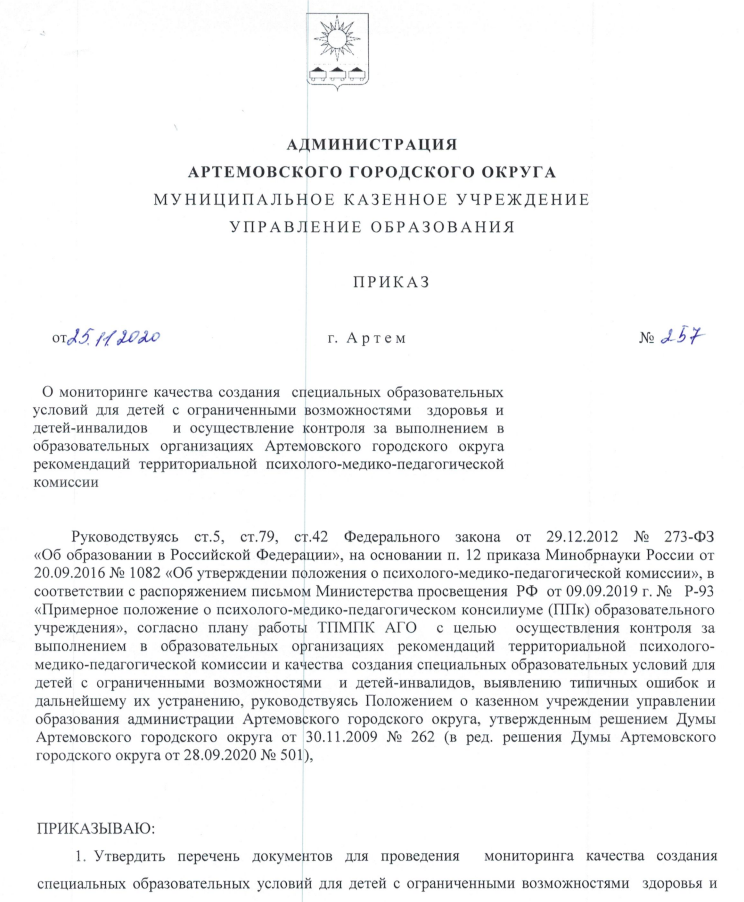 АДМИНИСТРАЦИЯ
АРТЕМОВСКОГО ГОРОДСКОГО ОКРУГА
МУНИЦИПАЛЬНОЕ КАЗЕННОЕ УЧРЕЖДЕНИЕ
УПРАВЛЕНИЕ ОБРАЗОВАНИЯ
ПРИКАЗ
от 25.11.2020 г. Артем № 257
О мониторинге качества создания специальных образовательных
условий для детей с ограниченными возможностями здоровья и
детей-инвалидов и осуществление контроля за выполнением в
образовательных организациях Артемовского городского округа
рекомендаций территориальной психолого-медико-педагогической
комиссии
Руководствуясь ст.5, ст.79, ст.42 Федерального закона от 29.12.2012 № 273-ФЗ
«Об образовании в Российской Федерации», на основании п. 12 приказа Минобрнауки России от
20.09.2016 № 1082 «Об утверждении положения о психолого-медико-педагогической комиссии», в
соответствии с распоряжением письмом Министерства просвещения РФ от 09.09.2019 г. № Р-93
«Примерное положение о психолого-медико-педагогическом консилиуме (ППк) образовательного
учреждения», согласно плану работы ТПМПК АГО с целью осуществления контроля за
выполнением в образовательных организациях рекомендаций территориальной психолого-
медико-педагогической комиссии и качества создания специальных образовательных условий для
детей с ограниченными возможностями и детей-инвалидов, выявлению типичных ошибок и
дальнейшему их устранению, руководствуясь Положением о казенном учреждении управлении
образования администрации Артемовского городского округа, утвержденным решением Думы
Артемовского городского округа от 30.11.2009 № 262 (в ред. решения Думы Артемовского
городского округа от 28.09.2020 № 501),
ПРИКАЗЫВАЮ:
1. Утвердить перечень документов для проведения мониторинга качества создания
специальных образовательных условий для детей с ограниченными возможностями здоровья и